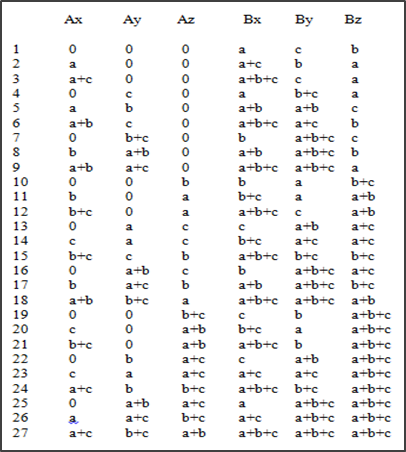 Ax Ay Az Bx By Bz
1 0 0 0 a c b
2 a 0 0 a+c b a
3 a+c 0 0 a+b+c c a
4 0 c 0 a b+c a
5 a b 0 a+b a+b c
6 a+b c 0 a+b+c a+c b
7 0 b+c 0 b a+b+c c
8 b a+b 0 a+b a+b+c b
9 a+b a+c 0 a+b+c a+b+c a
10 0 0 b b a b+c
11 b 0 a b+c a a+b
12 b+c 0 a a+b+c c a+b
13 0 a c c a+b a+c
14 c a c b+c a+c a+c
15 b+c c b a+b+c b+c b+c
16 0 a+b c b a+b+c a+c
17 b a+c b a+b a+b+c b+c
18 a+b b+c a a+b+c a+b+c a+b
19 0 0 b+c c b a+b+c
20 c 0 a+b b+c a a+b+c
21 b+c 0 a+b a+b+c b a+b+c
22 0 b a+c c a+b a+b+c
23 c a a+c a+c a+c a+b+c
24 a+c b b+c a+b+c b+c a+b+c
25 0 a+b a+c a a+b+c a+b+c
26 a a+c b+c a+c a+b+c a+b+c
27 a+c b+c a+b a+b+c a+b+c a+b+c